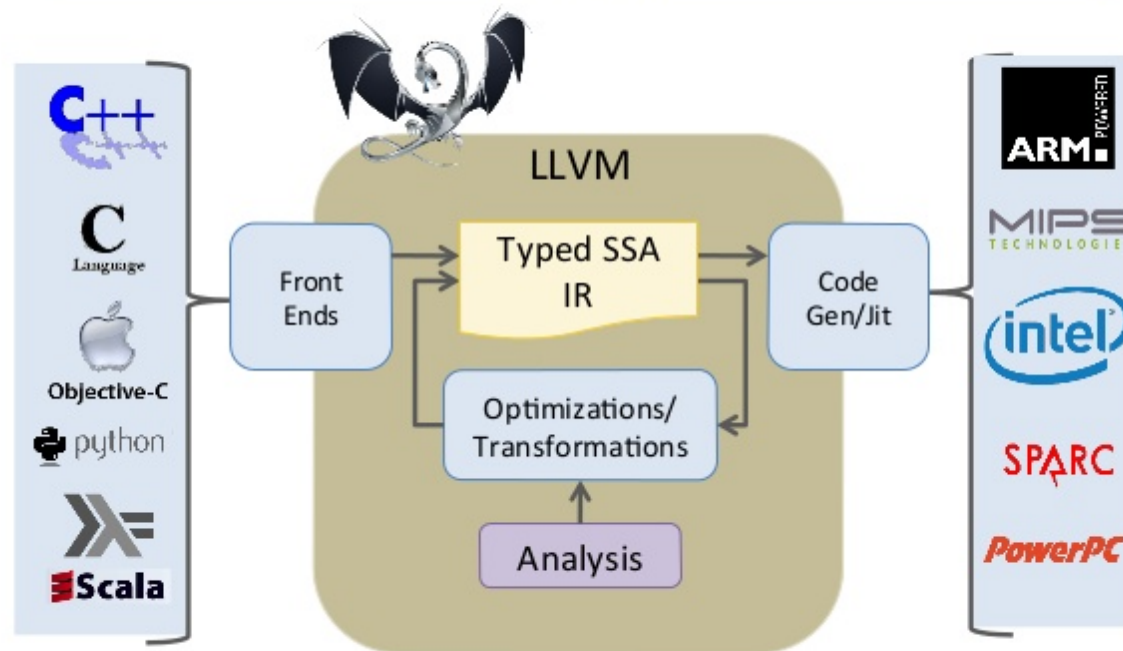 C++
C
Language
Objective-C
python
Scala
LLVM
Front
Ends
Typed SSA
IR
Code
Gen/Jit
Optimizations/
Transformations
Analysis
ARM
POWERED
MIPS
TECHNOLOGIE
intel
SPARC
PowerPC